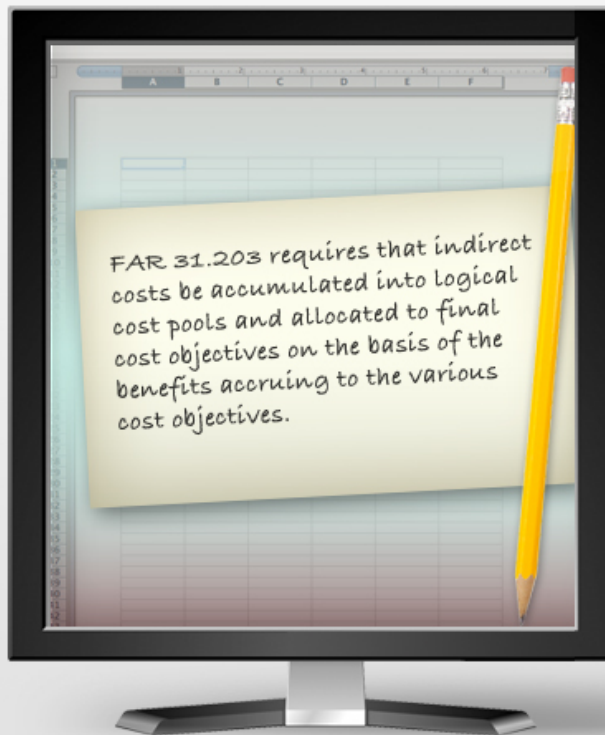 A B C D E F
FAR 31.203 requires that indirect
costs be accumulated into logical
cost pools and allocated to final
cost objectives on the basis of the
benefits accruing to the various
cost objectives.